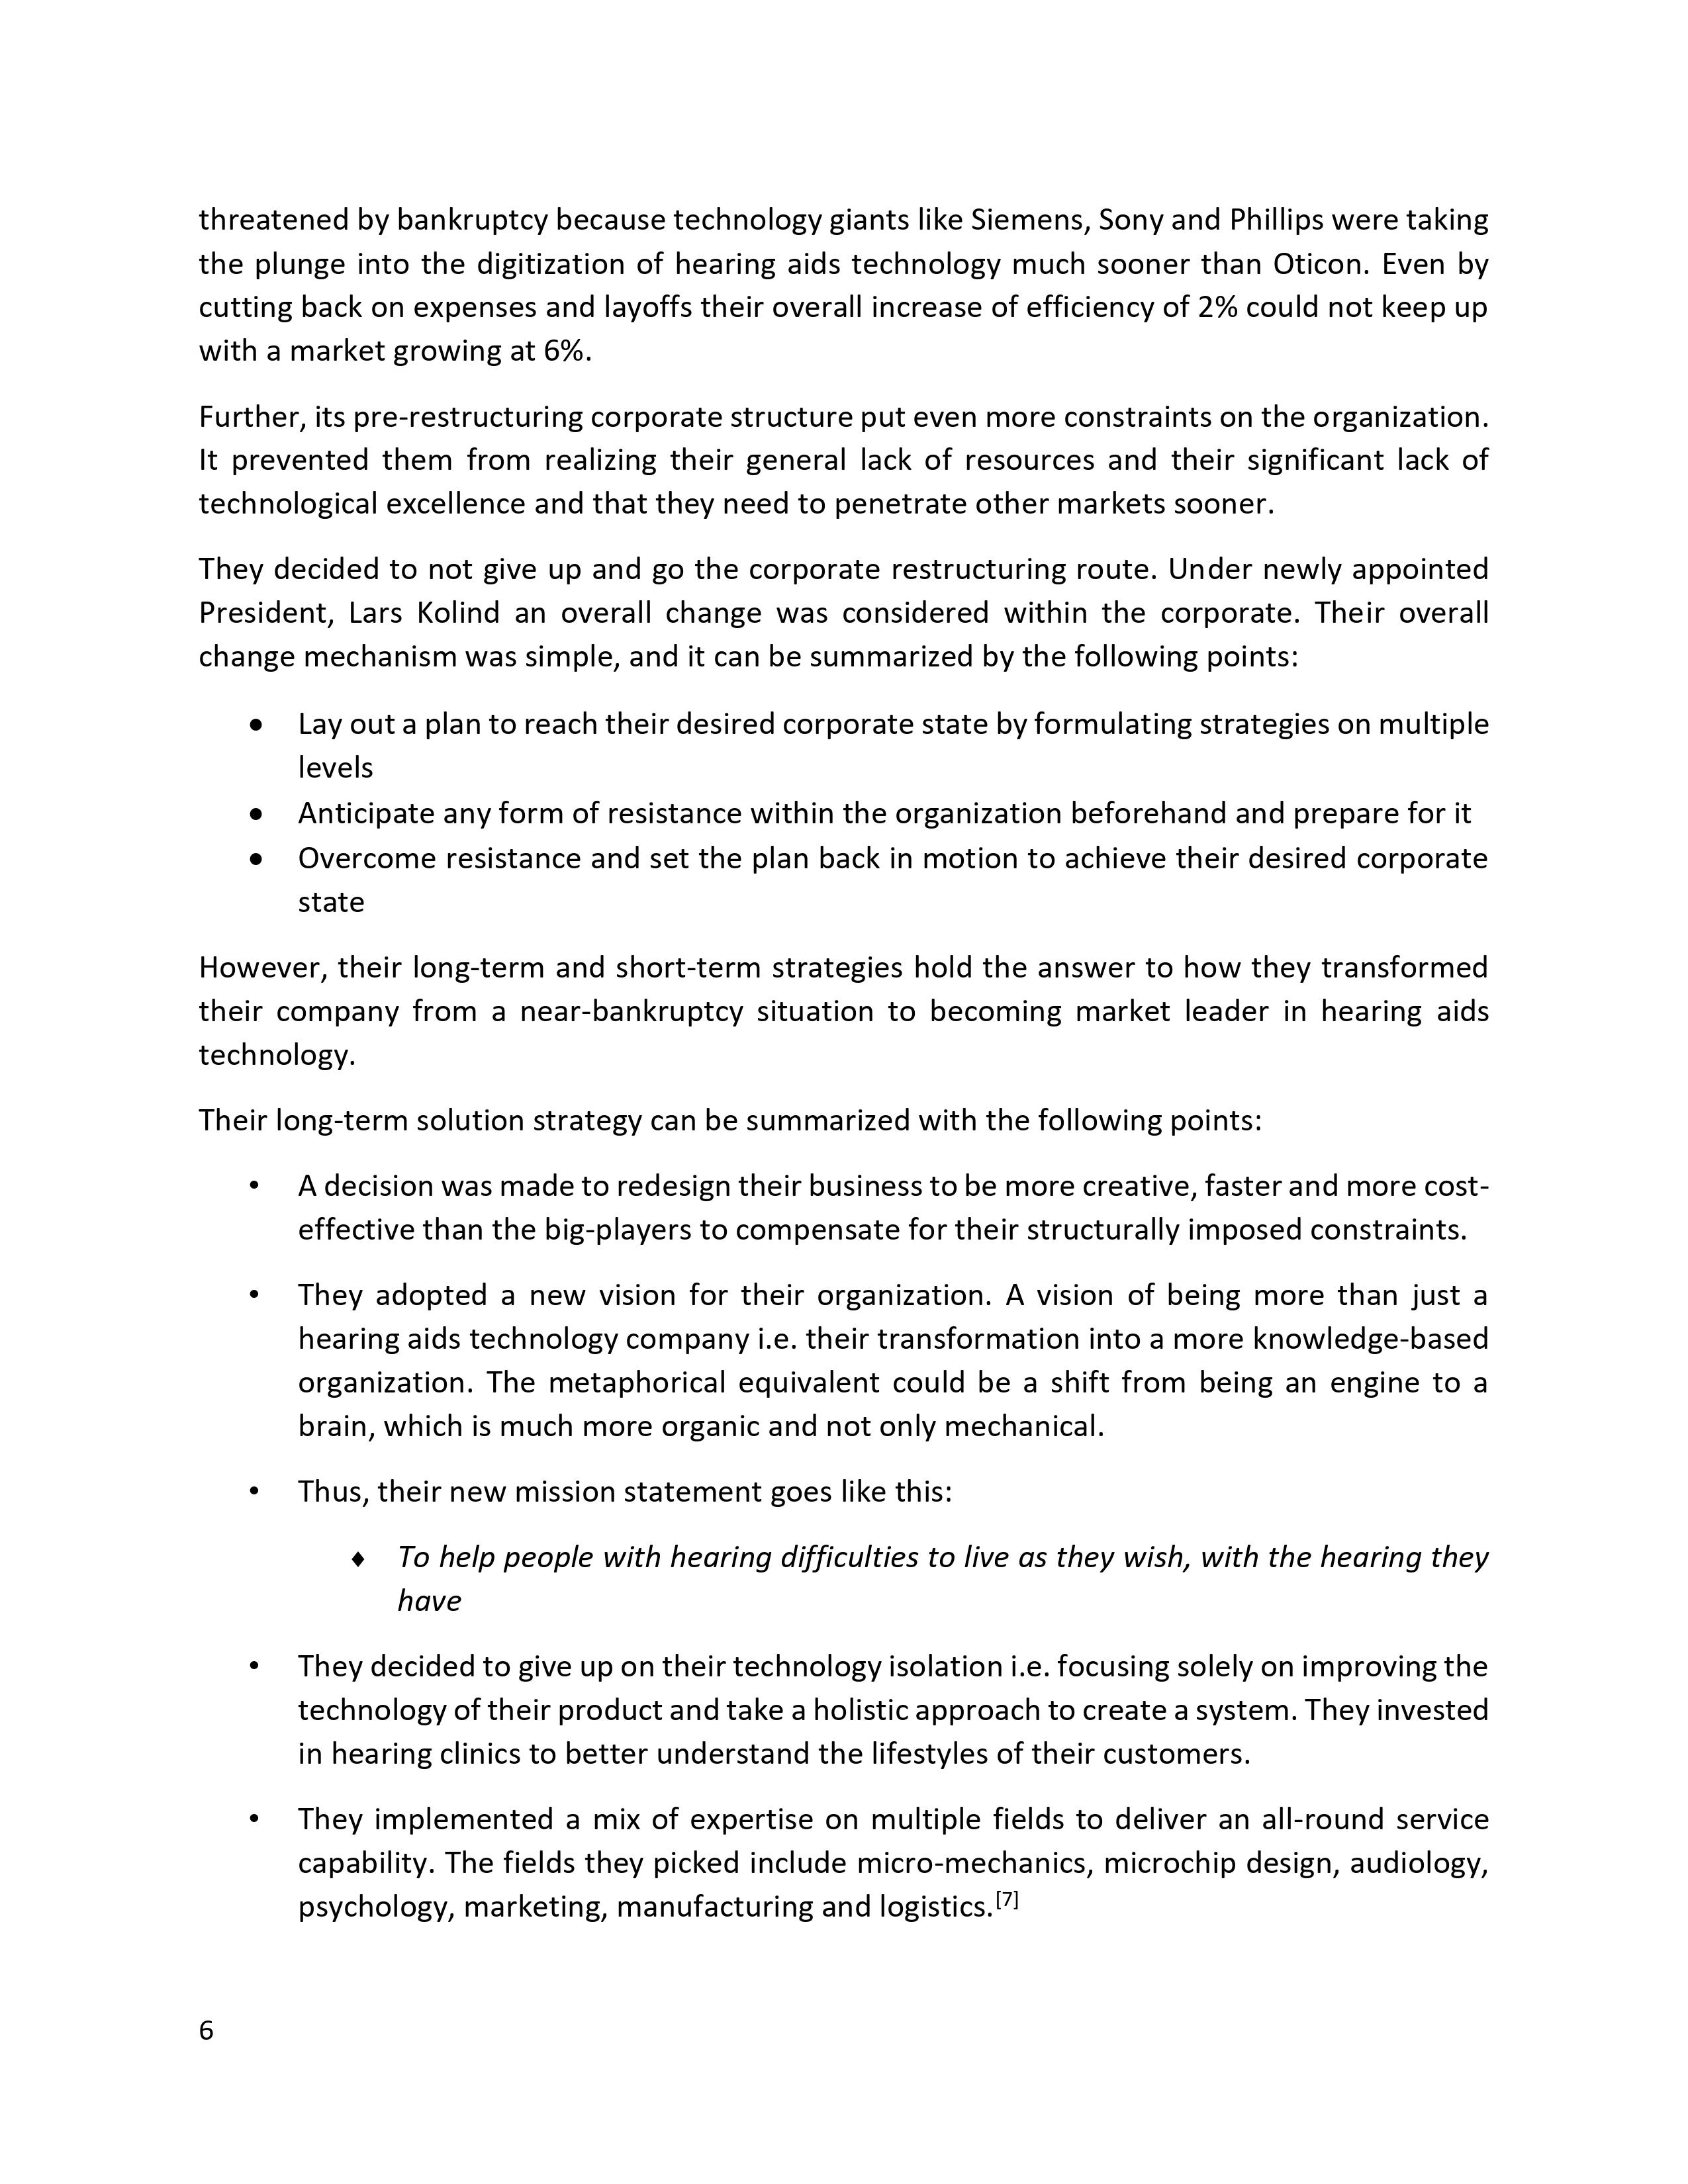 threatened by bankruptcy because technology giants like Siemens, Sony and Phillips were taking
the plunge into the digitization of hearing aids technology much sooner than Oticon. Even by
cutting back on expenses and layoffs their overall increase of efficiency of 2% could not keep up
with a market growing at 6%.
Further, its pre-restructuring corporate structure put even more constraints on the organization.
It prevented them from realizing their general lack of resources and their significant lack of
technological excellence and that they need to penetrate other markets sooner.
They decided to not give up and go the corporate restructuring route. Under newly appointed
President, Lars Kolind an overall change was considered within the corporate. Their overall
change mechanism was simple, and it can be summarized by the following points:
● Lay out a plan to reach their desired corporate state by formulating strategies on multiple
levels
● Anticipate any form of resistance within the organization beforehand and prepare for it
● Overcome resistance and set the plan back in motion to achieve their desired corporate
state
However, their long-term and short-term strategies hold the answer to how they transformed
their company from a near-bankruptcy situation to becoming market leader in hearing aids
technology.
Their long-term solution strategy can be summarized with the following points:
• A decision was made to redesign their business to be more creative, faster and more cost-
effective than the big-players to compensate for their structurally imposed constraints.
• They adopted a new vision for their organization. A vision of being more than just a
hearing aids technology company i.e. their transformation into a more knowledge-based
organization. The metaphorical equivalent could be a shift from being an engine to a
brain, which is much more organic and not only mechanical.
• Thus, their new mission statement goes like this:
♦ To help people with hearing difficulties to live as they wish, with the hearing they
have
• They decided to give up on their technology isolation i.e. focusing solely on improving the
technology of their product and take a holistic approach to create a system. They invested
in hearing clinics to better understand the lifestyles of their customers.
• They implemented a mix of expertise on multiple fields to deliver an all-round service
capability. The fields they picked include micro-mechanics, microchip design, audiology,
psychology, marketing, manufacturing and logistics.[7]
6